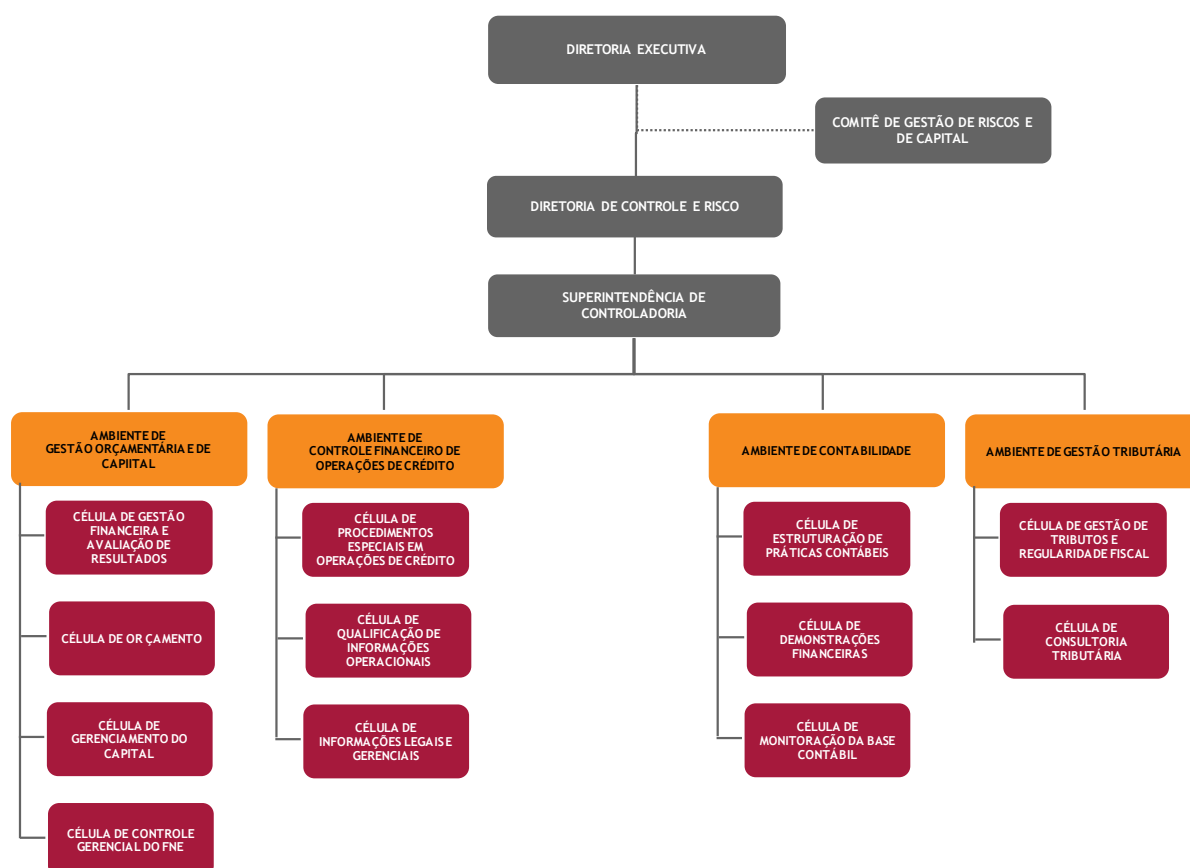 DIRETORIA EXECUTIVA
COMITÊ DE GESTÃO DE RISCOS E
DE CAPITAL
DIRETORIA DE CONTROLE E RISCO
SUPERINTENDÊNCIA DE
CONTROLADORIA
AMBIENTE DE
GESTÃO ORÇAMENTÁRIA E DE
CAPIITAL
CÉLULA DE GESTÃO
FINANCEIRA E
AVALIAÇÃO DE
RESULTADOS
CÉLULA DE OR ÇAMENTO
CÉLULA DE
GERENCIAMENTO DO
CAPITAL
CÉLULA DE CONTROLE
GERENCIAL DO FNE
AMBIENTE DE
CONTROLE FINANCEIRO DE
OPERAÇÕES DE CRÉDITO
CÉLULA DE
PROCEDIMENTOS
ESPECIAIS EM
OPERAÇÕES DE CRÉDITO
CÉLULA DE
QUALIFICAÇÃO DE
INFORMAÇÕES
OPERACIONAIS
CÉLULA DE
INFORMAÇÕES LEGAIS E
GERENCIAIS
AMBIENTE DE CONTABILIDADE
CÉLULA DE
ESTRUTURAÇÃO DE
PRÁTICAS CONTÁBEIS
CÉLULA DE
DEMONSTRAÇÕES
FINANCEIRAS
CÉLULA DE
MONITORAÇÃO DA BASE
CONTÁBIL
AMBIENTE DE GESTÃO TRIBUTÁRIA
CÉLULA DE GESTÃO DE
TRIBUTOS E
REGULARIDADE FISCAL
CÉLULA DE
CONSULTORIA
TRIBUTÁRIA